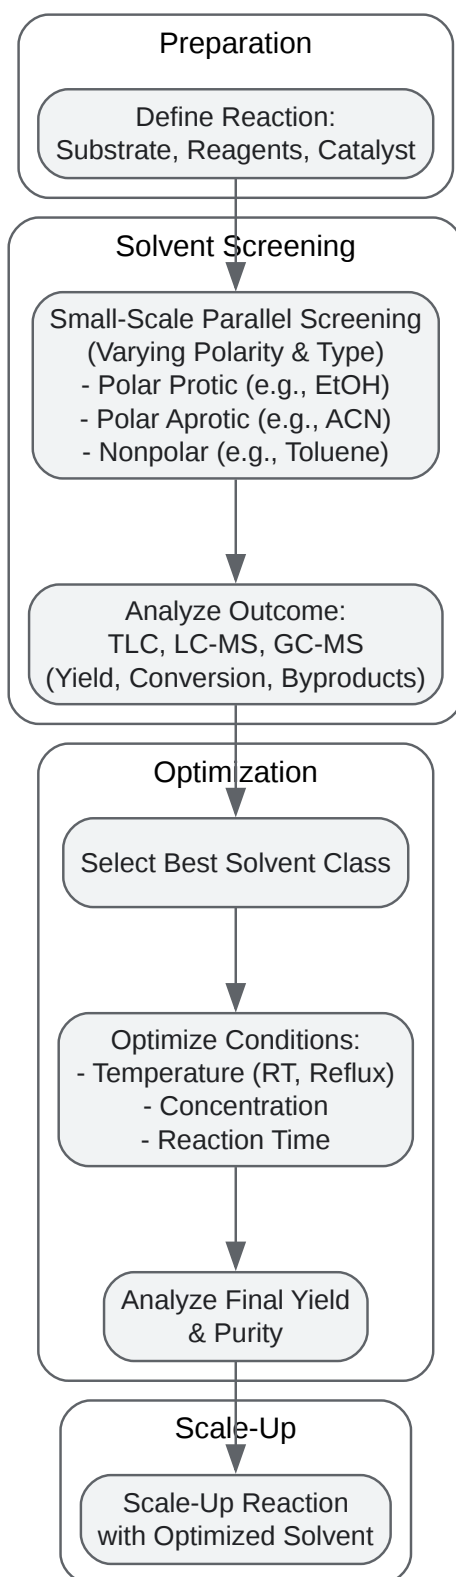 Preparation
Define Reaction:
Substrate, Reagents, Catalyst
Solvent Screening
Small-Scale Parallel Screening
(Varying Polarity & Type)
- Polar Protic (e.g., EtOH)
- Polar Aprotic (e.g., ACN)
- Nonpolar (e.g., Toluene)
Analyze Outcome:
TLC, LC-MS, GC-MS
(Yield, Conversion, Byproducts)
Optimization
Select Best Solvent Class
Optimize Conditions:
- Temperature (RT, Reflux)
- Concentration
- Reaction Time
Analyze Final Yield
& Purity
Scale-Up
Scale-Up Reaction
with Optimized Solvent